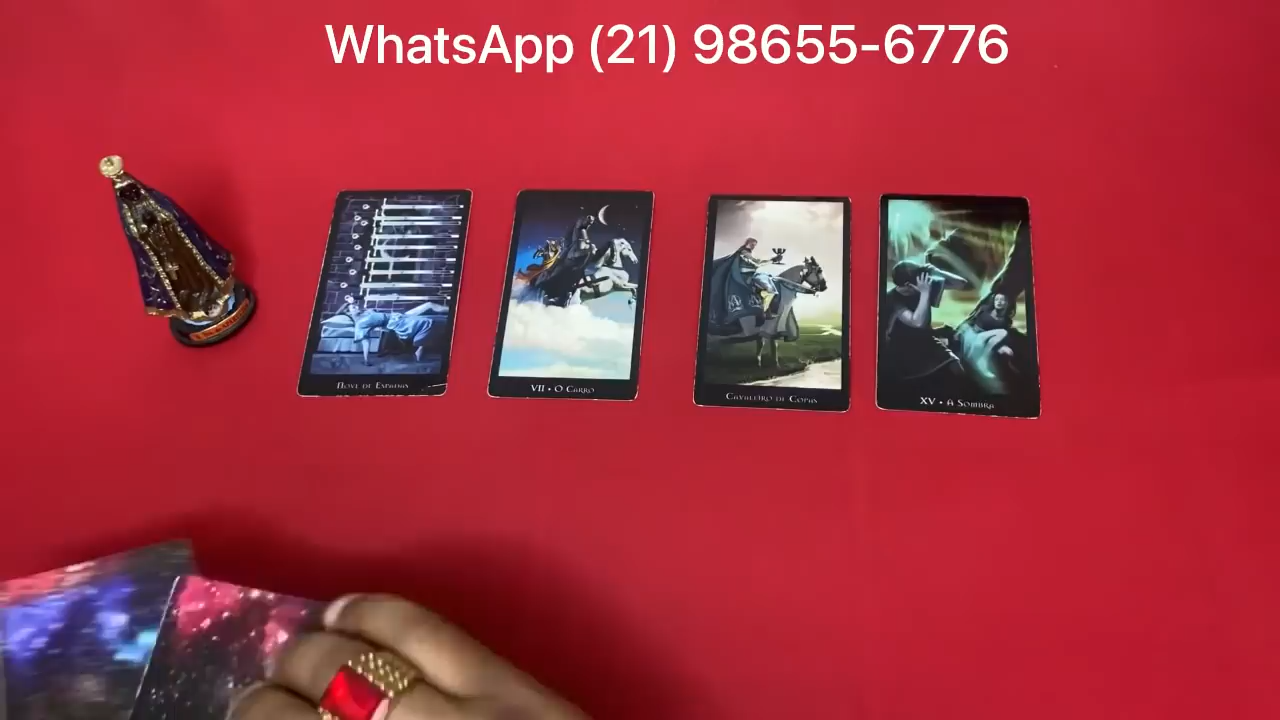 WhatsApp (21) 98655-6776
Nove de Espadas
VII • O Carro
Cavaleiro de Copas
XV • A Sombra